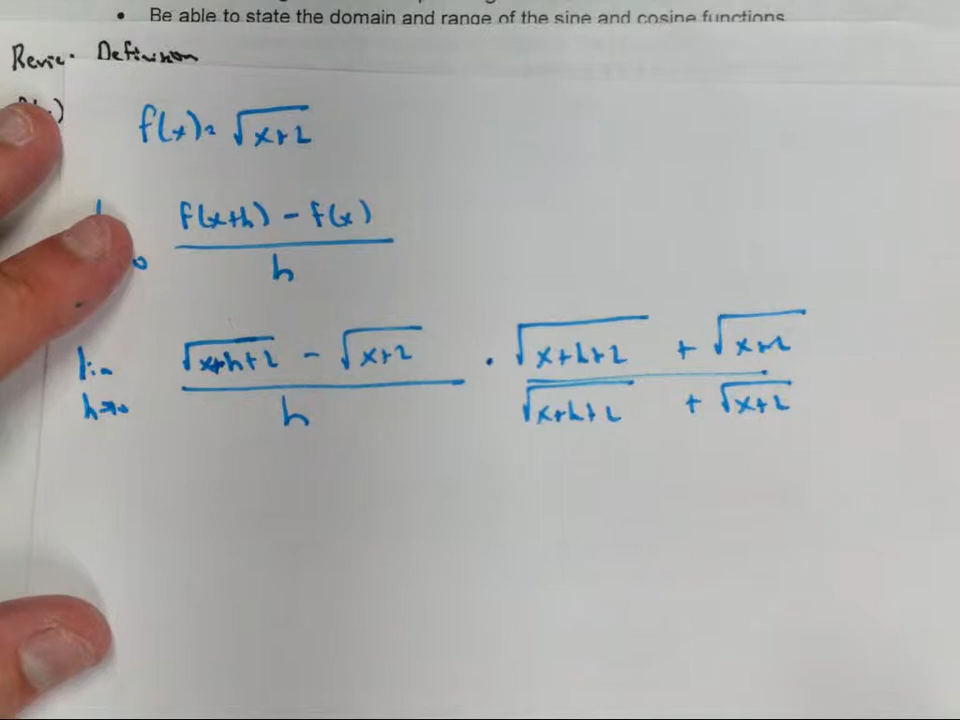 • Be able to state the domain and range of the sine and cosine functions
Revie. Definition
f(x) = √(x+2)
f(x+h) - f(x)
h
lim h→0 (√(x+h+2) - √(x+2)) / h · (√(x+h+2) + √(x+2)) / (√(x+h+2) + √(x+2))